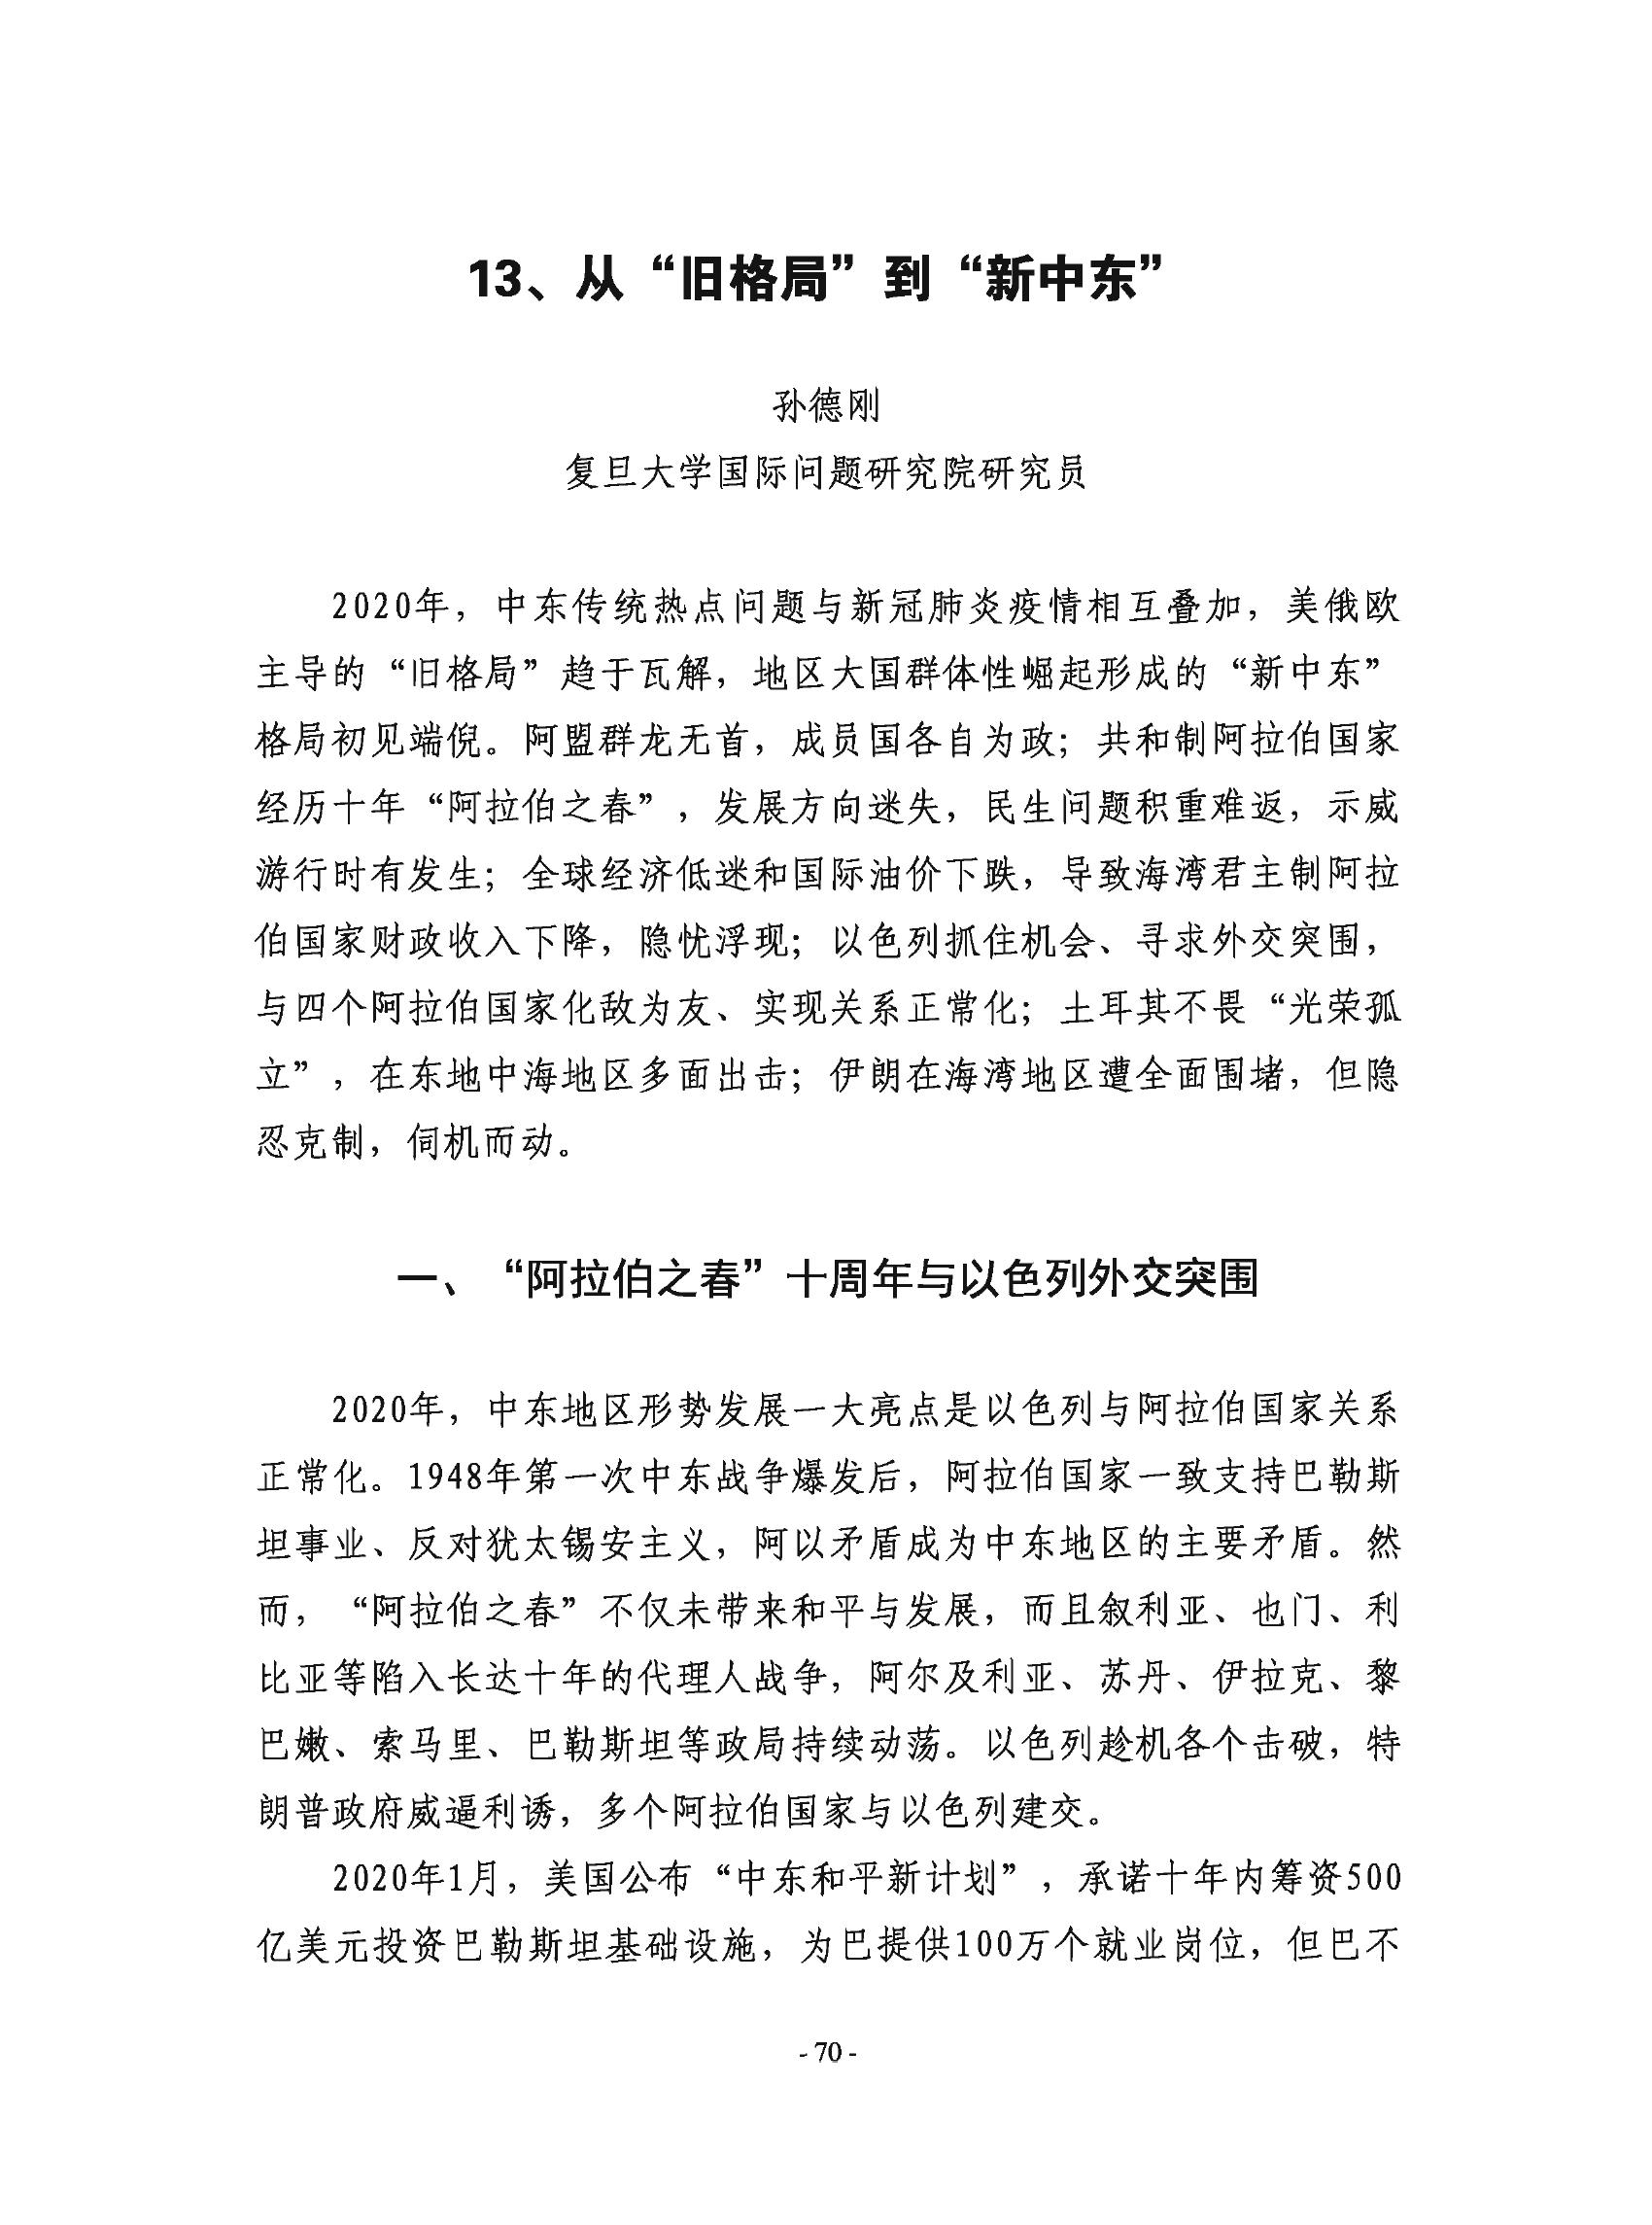 13、从“旧格局”到“新中东”
孙德刚
复旦大学国际问题研究院研究员
2020年，中东传统热点问题与新冠肺炎疫情相互叠加，美俄欧
主导的“旧格局”趋于瓦解，地区大国群体性崛起形成的“新中东”
格局初见端倪。阿盟群龙无首，成员国各自为政；共和制阿拉伯国家
经历十年“阿拉伯之春”，发展方向迷失，民生问题积重难返，示威
游行时有发生；全球经济低迷和国际油价下跌，导致海湾君主制阿拉
伯国家财政收入下降，隐忧浮现；以色列抓住机会、寻求外交突围，
与四个阿拉伯国家化敌为友、实现关系正常化；土耳其不畏“光荣孤
立”，在东地中海地区多面出击；伊朗在海湾地区遭全面围堵，但隐
忍克制，伺机而动。
一、“阿拉伯之春”十周年与以色列外交突围
2020年，中东地区形势发展一大亮点是以色列与阿拉伯国家关系
正常化。1948年第一次中东战争爆发后，阿拉伯国家一致支持巴勒斯
坦事业、反对犹太锡安主义，阿以矛盾成为中东地区的主要矛盾。然
而，“阿拉伯之春”不仅未带来和平与发展，而且叙利亚、也门、利
比亚等陷入长达十年的代理人战争，阿尔及利亚、苏丹、伊拉克、黎
巴嫩、索马里、巴勒斯坦等政局持续动荡。以色列趁机各个击破，特
朗普政府威逼利诱，多个阿拉伯国家与以色列建交。
2020年1月，美国公布“中东和平新计划”，承诺十年内筹资500
亿美元投资巴勒斯坦基础设施，为巴提供100万个就业岗位，但巴不
- 70 -